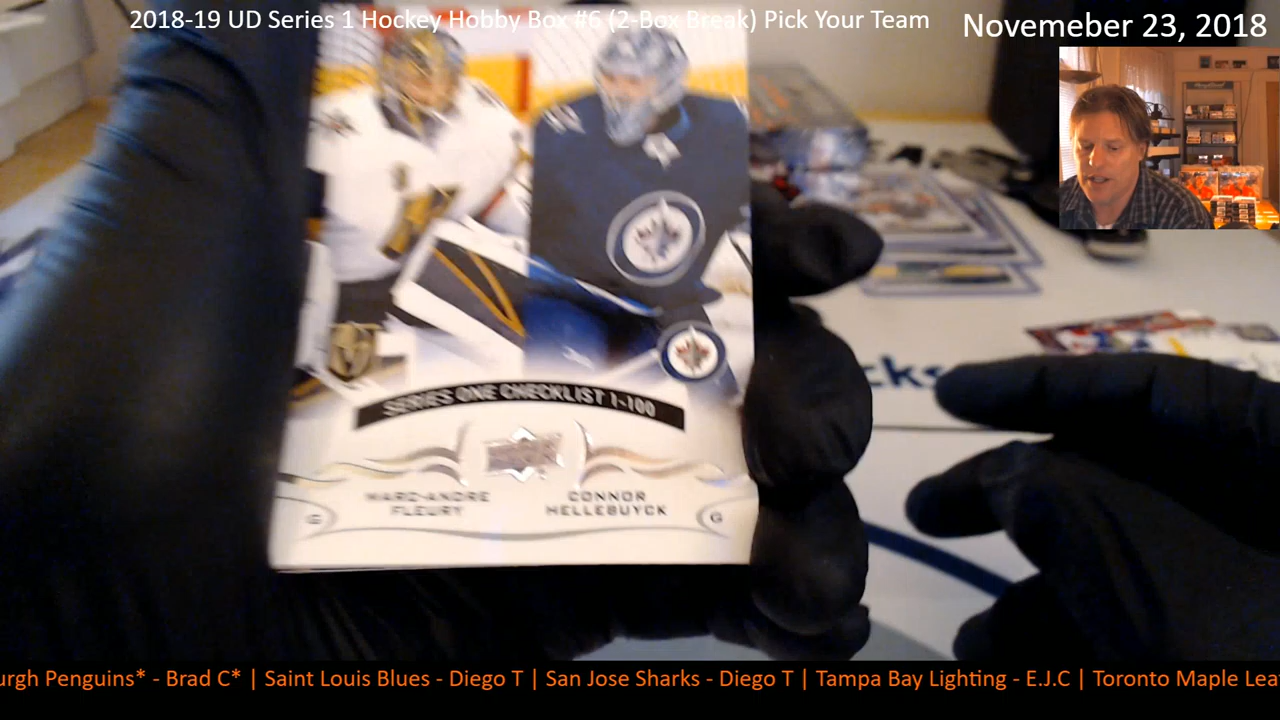 2018-19 UD Series 1 Hockey Hobby Box #6 (2-Box Break) Pick Your Team
Novemeber 23, 2018
SERIES ONE CHECKLIST 1-100
MARC-ANDRE
FLEURY
CONNOR
HELLEBUYCK
G
G
cks
urgh Penguins* - Brad C* | Saint Louis Blues - Diego T | San Jose Sharks - Diego T | Tampa Bay Lighting - E.J.C | Toronto Maple Lea